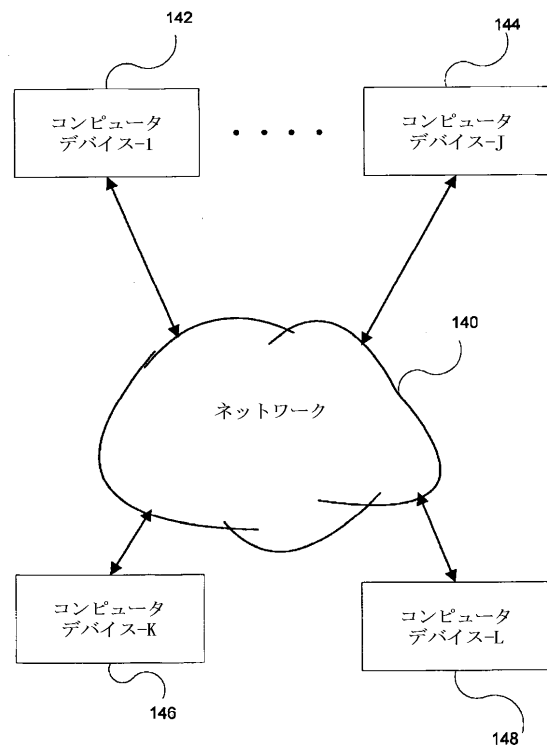 142
144
コンピュータ
デバイス-1
コンピュータ
デバイス-J
140
ネットワーク
コンピュータ
デバイス-K
コンピュータ
デバイス-L
146
148